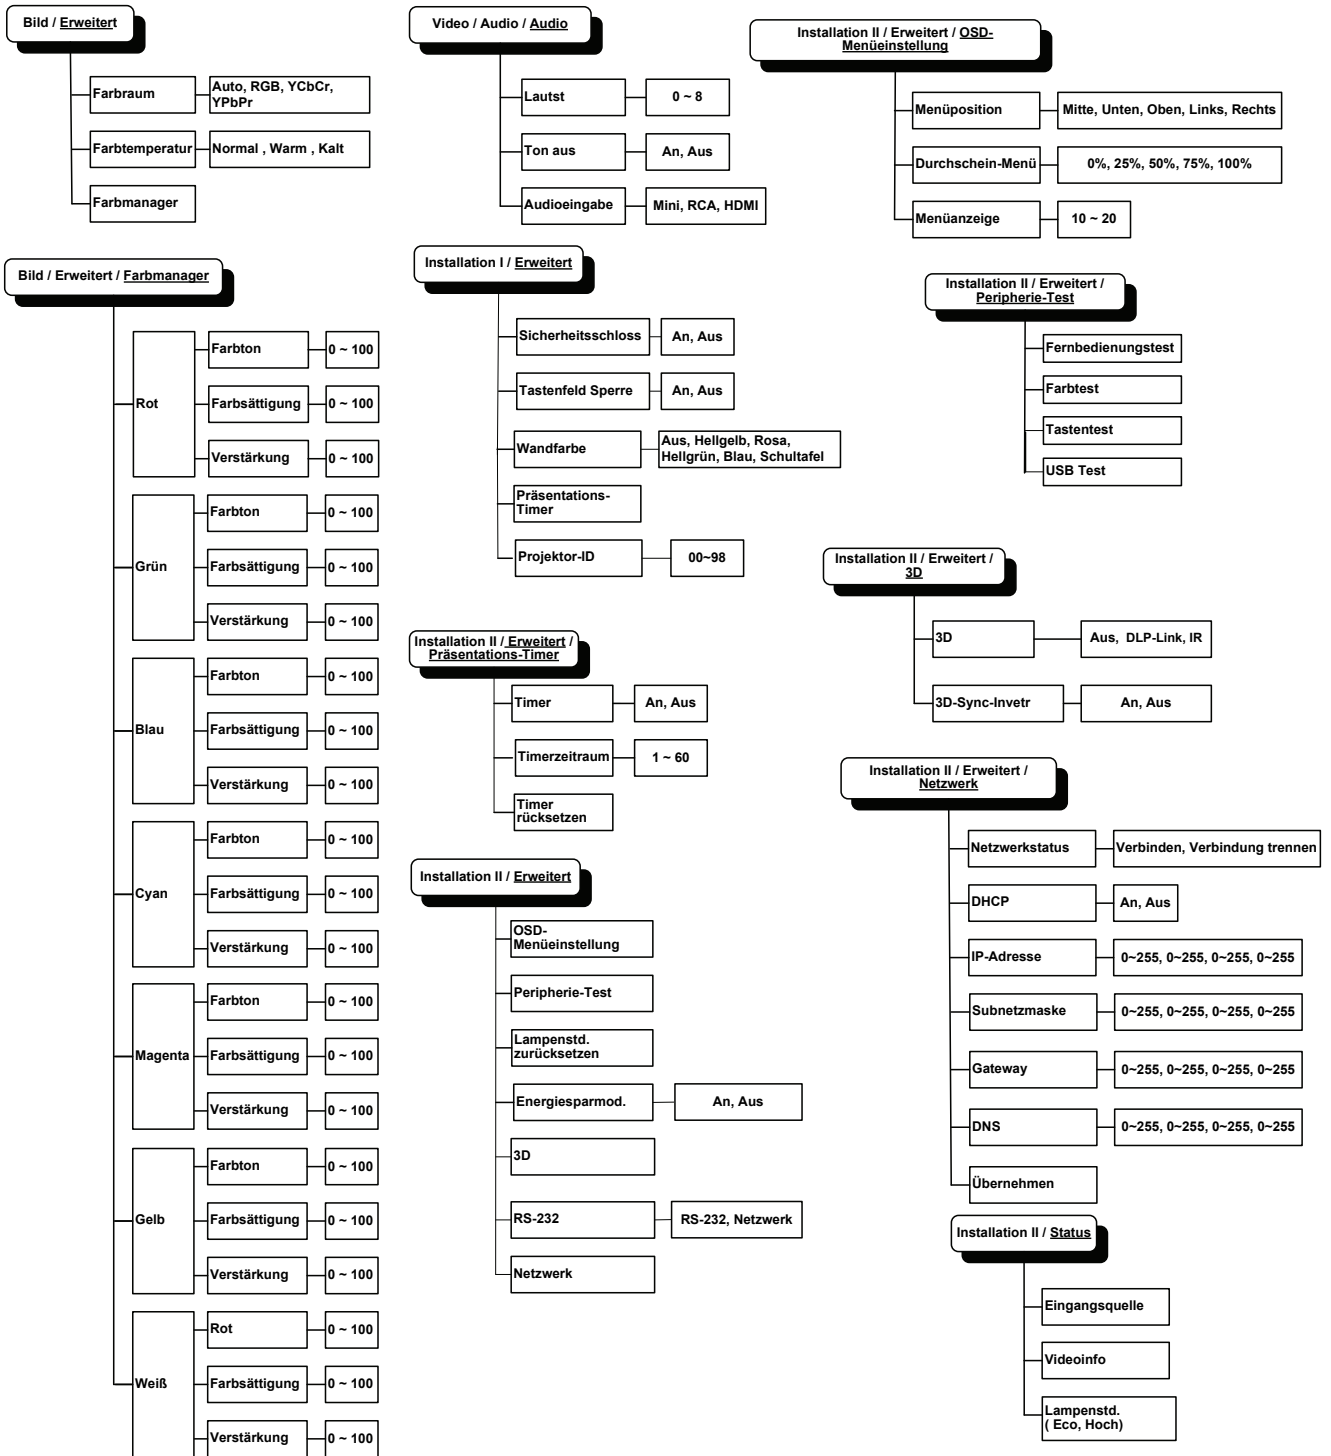 Bild / Erweitert
Farbraum
Auto, RGB, YCbCr,
YPbPr
Farbtemperatur
Normal , Warm , Kalt
Farbmanager
Bild / Erweitert / Farbmanager
Rot
Farbton
0 ~ 100
Farbsättigung
0 ~ 100
Verstärkung
0 ~ 100
Grün
Farbton
0 ~ 100
Farbsättigung
0 ~ 100
Verstärkung
0 ~ 100
Blau
Farbton
0 ~ 100
Farbsättigung
0 ~ 100
Verstärkung
0 ~ 100
Cyan
Farbton
0 ~ 100
Farbsättigung
0 ~ 100
Verstärkung
0 ~ 100
Magenta
Farbton
0 ~ 100
Farbsättigung
0 ~ 100
Verstärkung
0 ~ 100
Gelb
Farbton
0 ~ 100
Farbsättigung
0 ~ 100
Verstärkung
0 ~ 100
Weiß
Rot
0 ~ 100
Farbsättigung
0 ~ 100
Verstärkung
0 ~ 100
Video / Audio / Audio
Lautst
0 ~ 8
Ton aus
An, Aus
Audioeingabe
Mini, RCA, HDMI
Installation I / Erweitert
Sicherheitsschloss
An, Aus
Tastenfeld Sperre
An, Aus
Wandfarbe
Aus, Hellgelb, Rosa,
Hellgrün, Blau, Schultafel
Präsentations-
Timer
Projektor-ID
00~98
Installation II / Erweitert /
Präsentations-Timer
Timer
An, Aus
Timerzeitraum
1 ~ 60
Timer
rücksetzen
Installation II / Erweitert
OSD-
Menüeinstellung
Peripherie-Test
Lampenstd.
zurücksetzen
Energiesparmod.
An, Aus
3D
RS-232
RS-232, Netzwerk
Netzwerk
Installation II / Erweitert / OSD-
Menüeinstellung
Menüposition
Mitte, Unten, Oben, Links, Rechts
Durchschein-Menü
0%, 25%, 50%, 75%, 100%
Menüanzeige
10 ~ 20
Installation II / Erweitert /
Peripherie-Test
Fernbedienungstest
Farbtest
Tastentest
USB Test
Installation II / Erweitert /
3D
3D
Aus, DLP-Link, IR
3D-Sync-Invetr
An, Aus
Installation II / Erweitert /
Netzwerk
Netzwerkstatus
Verbinden, Verbindung trennen
DHCP
An, Aus
IP-Adresse
0~255, 0~255, 0~255, 0~255
Subnetzmaske
0~255, 0~255, 0~255, 0~255
Gateway
0~255, 0~255, 0~255, 0~255
DNS
0~255, 0~255, 0~255, 0~255
Übernehmen
Installation II / Status
Eingangsquelle
Videoinfo
Lampenstd.
( Eco, Hoch)